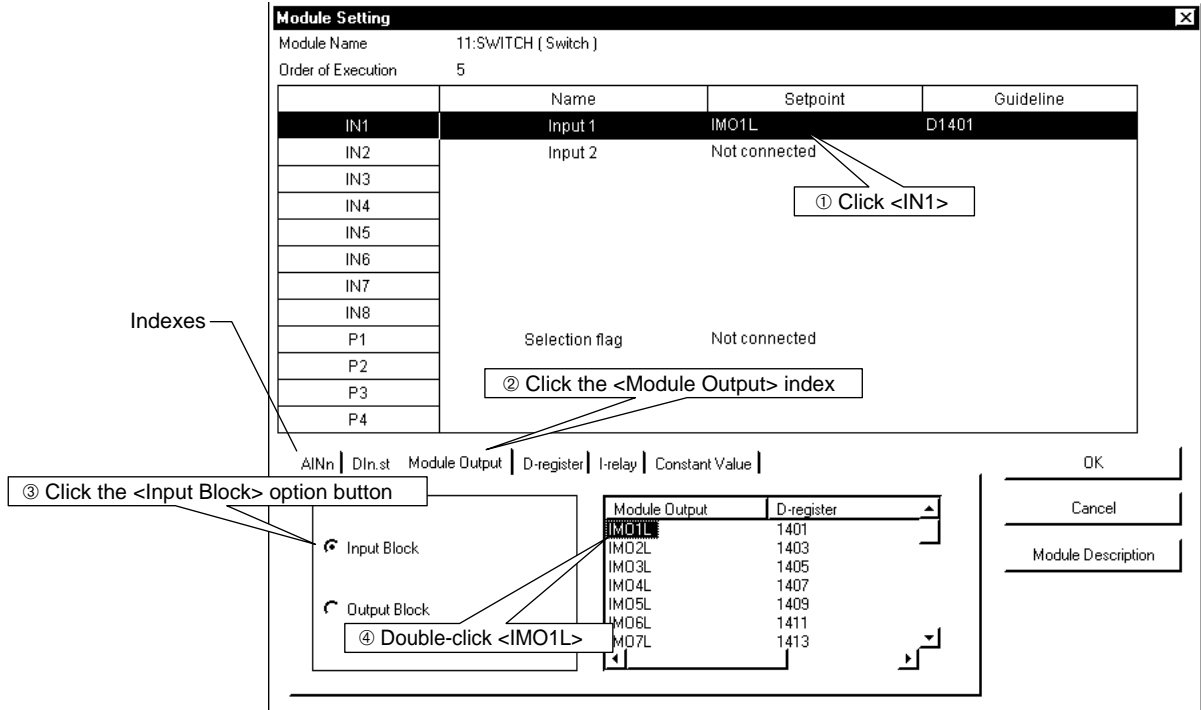 Module Setting
Module Name 11:SWITCH ( Switch )
Order of Execution 5
Name Setpoint Guideline
IN1 Input 1 IMO1L D1401
IN2 Input 2 Not connected
IN3
① Click <IN1>
IN4
IN5
IN6
IN7
IN8
Indexes
P1 Selection flag Not connected
P2
② Click the <Module Output> index
P3
P4
AINn DIn.st Module Output D-register I-relay Constant Value
OK
③ Click the <Input Block> option button
Cancel
Module Description
Input Block
Output Block
Module Output D-register
IMO1L 1401
IMO2L 1403
IMO3L 1405
IMO4L 1407
IMO5L 1409
IMO6L 1411
④ Double-click <IMO1L>
MO7L 1413